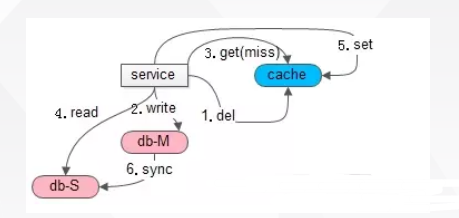 5. set
3. get(miss)
service
cache
4. read
2. write
1. del
db-M
6. sync
db-S